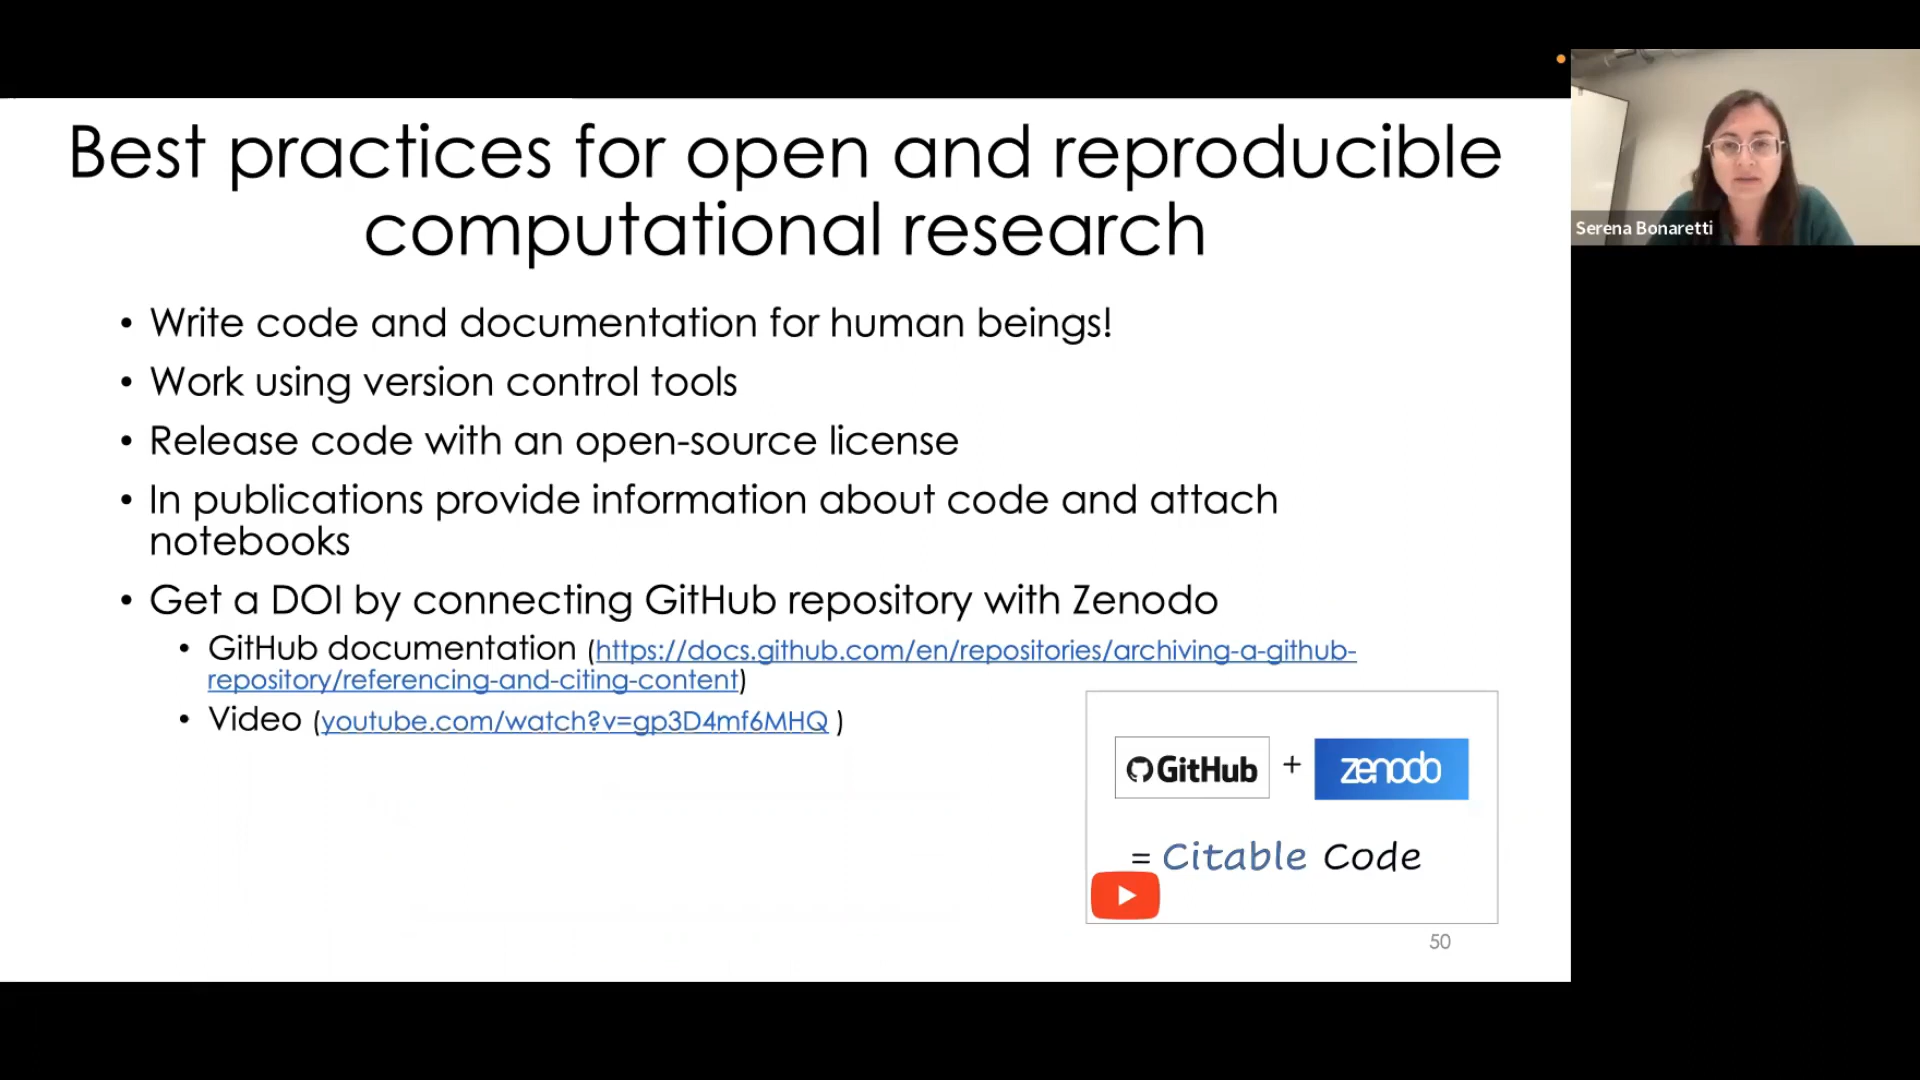 Best practices for open and reproducible
computational research
• Write code and documentation for human beings!
• Work using version control tools
• Release code with an open-source license
• In publications provide information about code and attach
notebooks
• Get a DOI by connecting GitHub repository with Zenodo
• GitHub documentation (https://docs.github.com/en/repositories/archiving-a-github-
repository/referencing-and-citing-content)
• Video (youtube.com/watch?v=gp3D4mf6MHQ )
GitHub + zenodo
= Citable Code
50
Serena Bonaretti